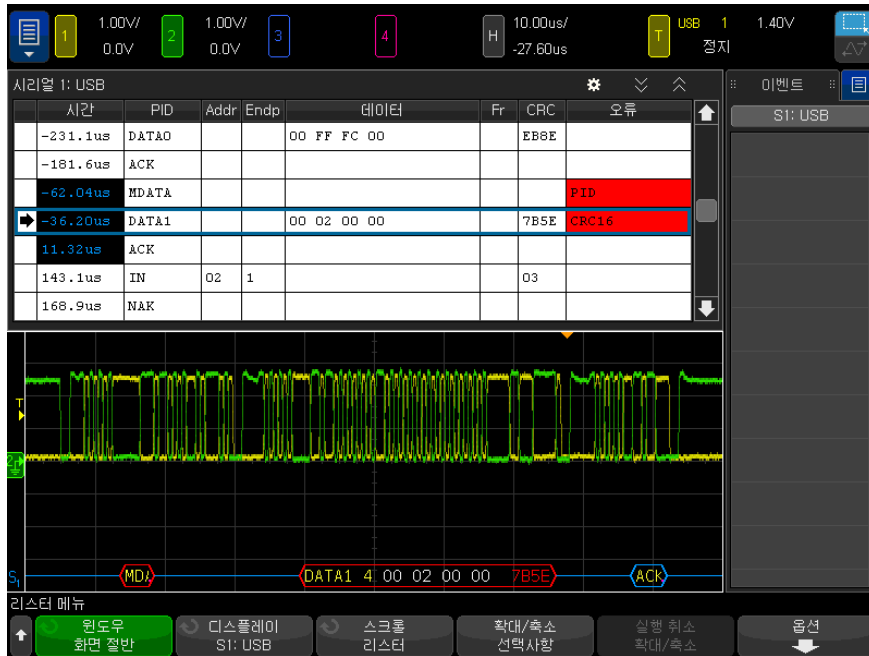 1 1.00V/ 0.0V 2 1.00V/ 0.0V 3 4 H 10.00us/ -27.60us T USB 1 1.40V 정지
시리얼 1: USB
시간 PID Addr Endp 데이터 Fr CRC 오류
-231.1us DATA0 00 FF FC 00 EB8E
-181.6us ACK
-62.04us MDATA PID
-36.20us DATA1 00 02 00 00 7B5E CRC16
11.32us ACK
143.1us IN 02 1 03
168.9us NAK
이벤트
S1: USB
T
2
S1 MDA DATA1 4 00 02 00 00 7B5E ACK
리스터 메뉴
윈도우 디스플레이 스크롤 확대/축소 실행 취소 옵션
화면 절반 S1: USB 리스터 선택사항 확대/축소